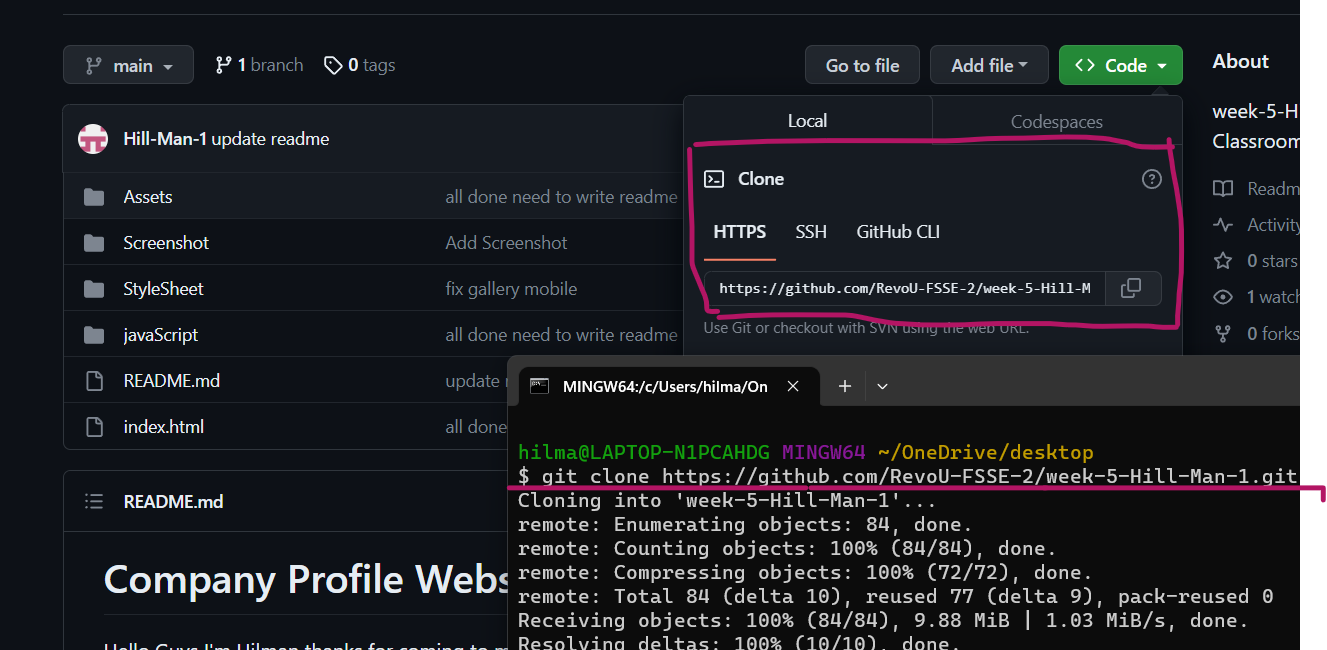 main
1 branch
0 tags
Go to file
Add file
Code
About
Local
Codespaces
week-5-H
Classroom
Hill-Man-1 update readme
Clone
Readm
Assets
all done need to write readme
Activity
HTTPS
SSH
GitHub CLI
Screenshot
Add Screenshot
0 stars
StyleSheet
fix gallery mobile
https://github.com/RevoU-FSSE-2/week-5-Hill-M
1 watch
javaScript
all done need to write readme
Use Git or checkout with SVN using the web URL.
0 forks
README.md
update
index.html
all done
README.md
Company Profile Webs
Hello Guys I'm Hilman thanks for coming to m
MINGW64:/c/Users/hilma/On
hilma@LAPTOP-N1PCAHDG MINGW64 ~/OneDrive/desktop
$ git clone https://github.com/RevoU-FSSE-2/week-5-Hill-Man-1.git
Cloning into 'week-5-Hill-Man-1'...
remote: Enumerating objects: 84, done.
remote: Counting objects: 100% (84/84), done.
remote: Compressing objects: 100% (72/72), done.
remote: Total 84 (delta 10), reused 77 (delta 9), pack-reused 0
Receiving objects: 100% (84/84), 9.88 MiB | 1.03 MiB/s, done.
Resolving deltas: 100% (10/10), done.